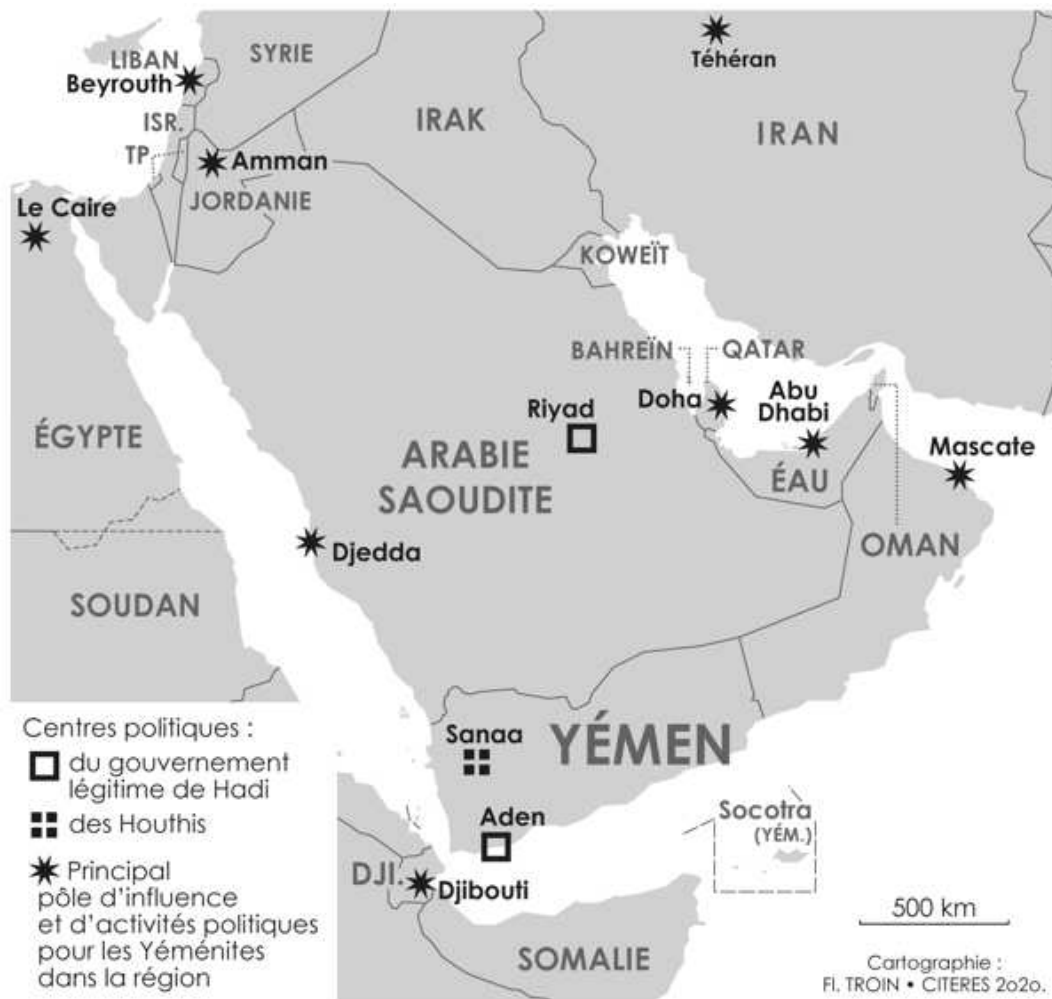 LIBAN
Beyrouth
SYRIE
Téhéran
ISR.
IRAK
IRAN
TP
Amman
JORDANIE
Le Caire
KOWEÏT
BAHREÏN
QATAR
Riyad
Doha
Abu
Dhabi
ÉGYPTE
ARABIE
SAOUDITE
Mascate
ÉAU
Djedda
OMAN
SOUDAN
Sanaa
YÉMEN
Aden
Socotra
(YÉM.)
DJI.
Djibouti
SOMALIE
Centres politiques :
du gouvernement
légitime de Hadi
des Houthis
Principal
pôle d'influence
et d'activités politiques
pour les Yéménites
dans la région
500 km
Cartographie :
Fl. TROIN • CITERES 2o2o.